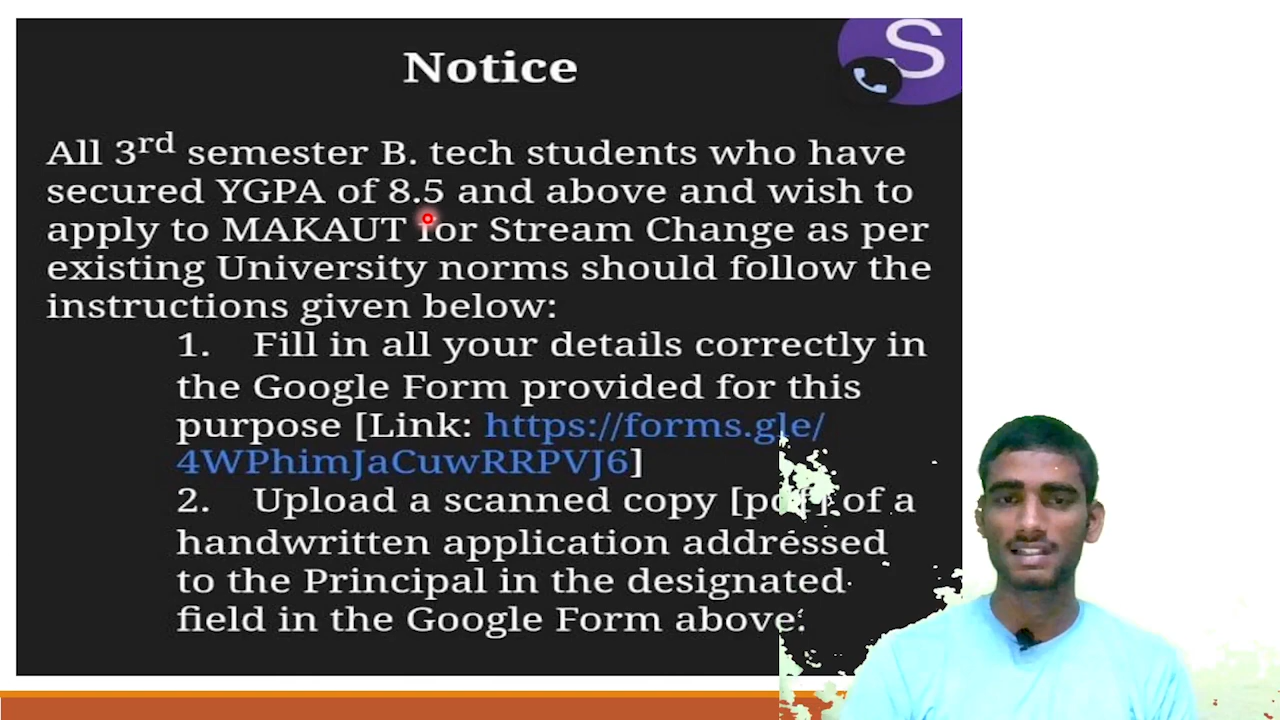 S
Notice
All 3rd semester B. tech students who have
secured YGPA of 8.5 and above and wish to
apply to MAKAUT for Stream Change as per
existing University norms should follow the
instructions given below:
1. Fill in all your details correctly in
the Google Form provided for this
purpose [Link: https://forms.gle/
4WPhimJaCuwRRPVJ6]
2. Upload a scanned copy [pdf] of a
handwritten application addressed
to the Principal in the designated
field in the Google Form above.